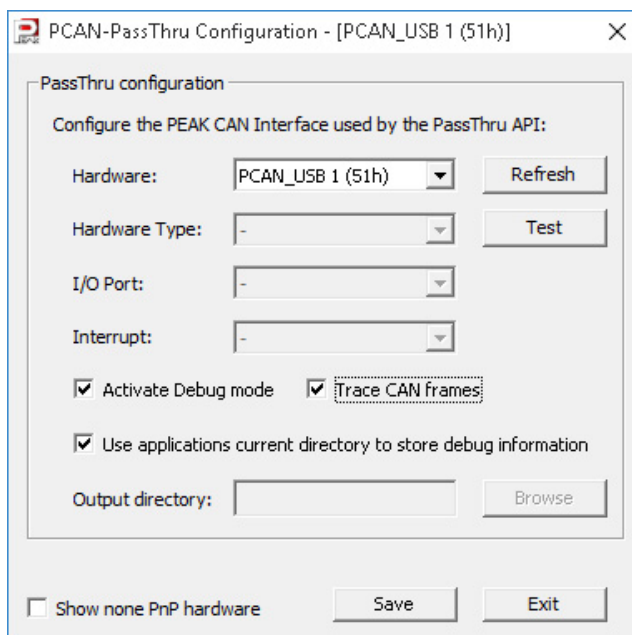 PCAN-PassThru Configuration - [PCAN_USB 1 (51h)]
PassThru configuration
Configure the PEAK CAN Interface used by the PassThru API:
Hardware: PCAN_USB 1 (51h) Refresh
Hardware Type: - Test
I/O Port: -
Interrupt: -
Activate Debug mode Trace CAN frames
Use applications current directory to store debug information
Output directory: Browse
Show none PnP hardware Save Exit